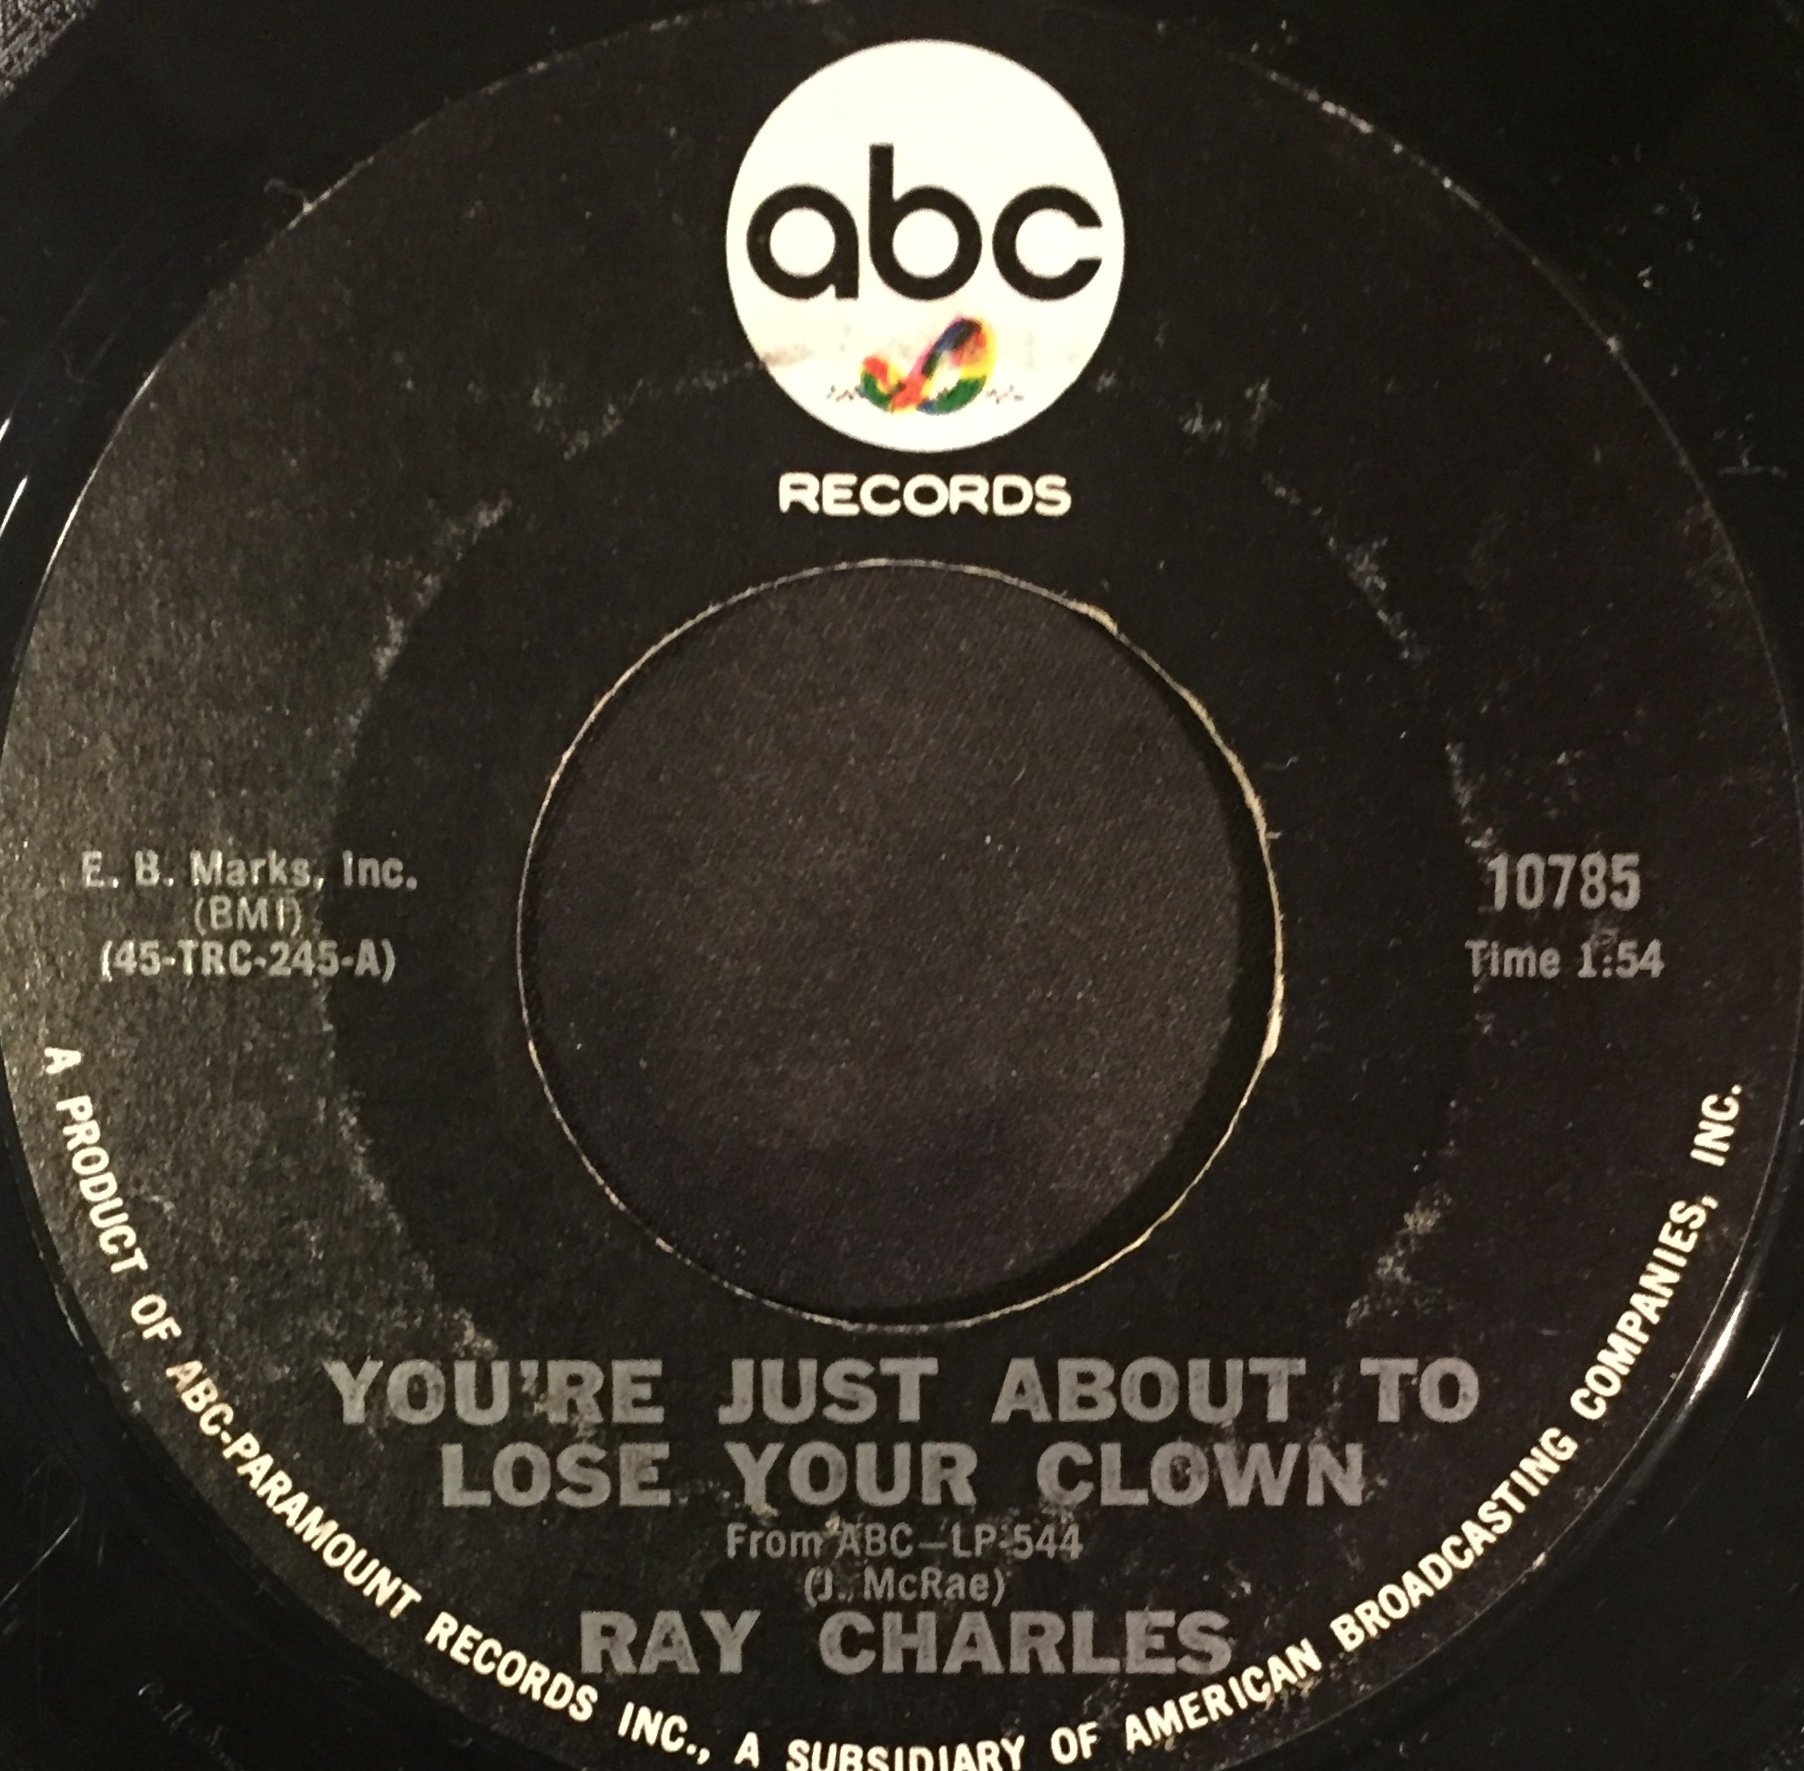 abc
RECORDS
E. B. Marks, Inc.
(BMI)
(45-TRC-245-A)
10785
Time 1:54
YOU'RE JUST ABOUT TO
LOSE YOUR CLOWN
From ABC–LP-544
(J. McRae)
RAY CHARLES
A PRODUCT OF ABC-PARAMOUNT RECORDS INC., A SUBSIDIARY OF AMERICAN BROADCASTING COMPANIES, INC.